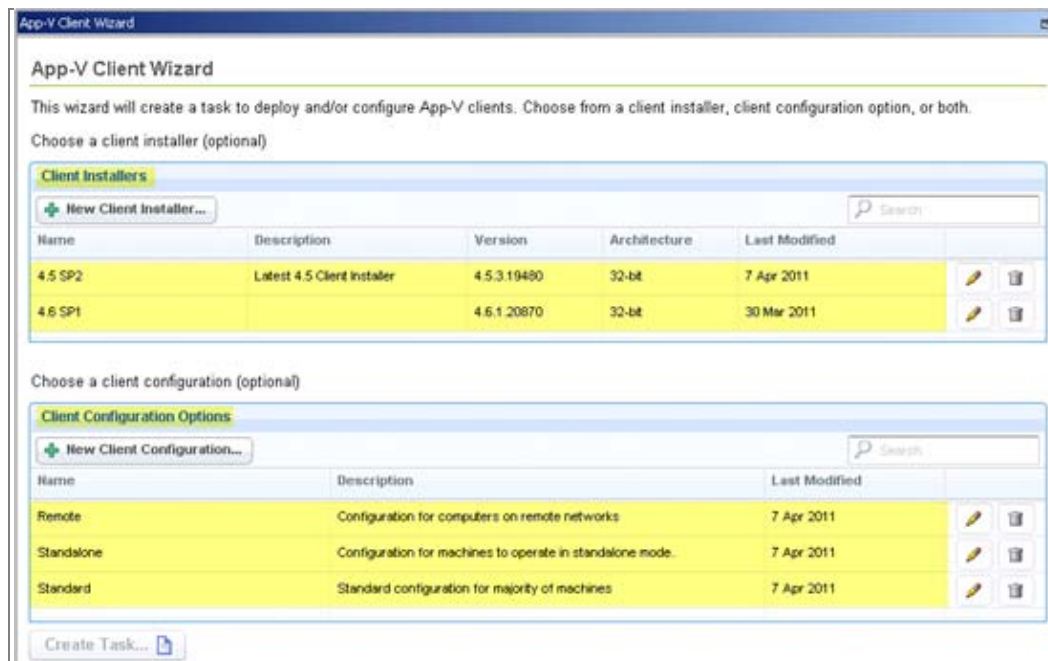 App-V Client Wizard
App-V Client Wizard
This wizard will create a task to deploy and/or configure App-V clients. Choose from a client installer, client configuration option, or both.
Choose a client installer (optional)
Client Installers
New Client Installer... Search
Name Description Version Architecture Last Modified
4.5 SP2 Latest 4.5 Client Installer 4.5.3.19480 32-bit 7 Apr 2011
4.6 SP1 4.6.1.20870 32-bit 30 Mar 2011
Choose a client configuration (optional)
Client Configuration Options
New Client Configuration... Search
Name Description Last Modified
Remote Configuration for computers on remote networks 7 Apr 2011
Standalone Configuration for machines to operate in standalone mode. 7 Apr 2011
Standard Standard configuration for majority of machines 7 Apr 2011
Create Task...